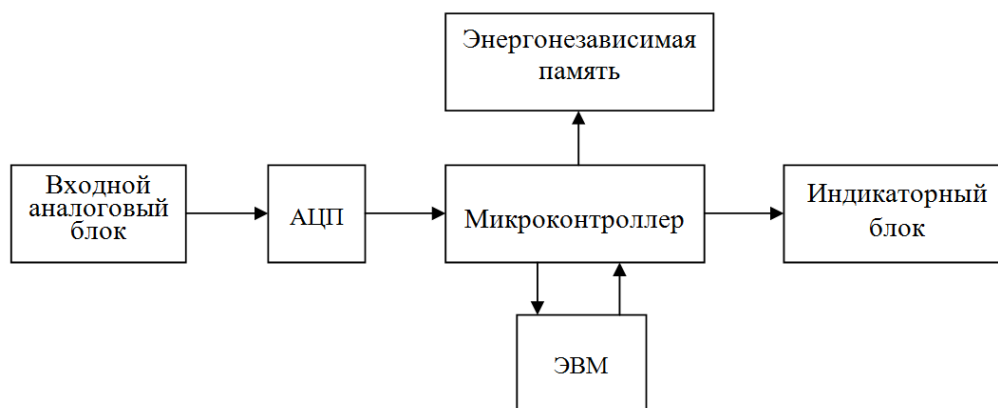 Энергонезависимая
память
Входной
аналоговый
блок
АЦП
Микроконтроллер
Индикаторный
блок
ЭВМ